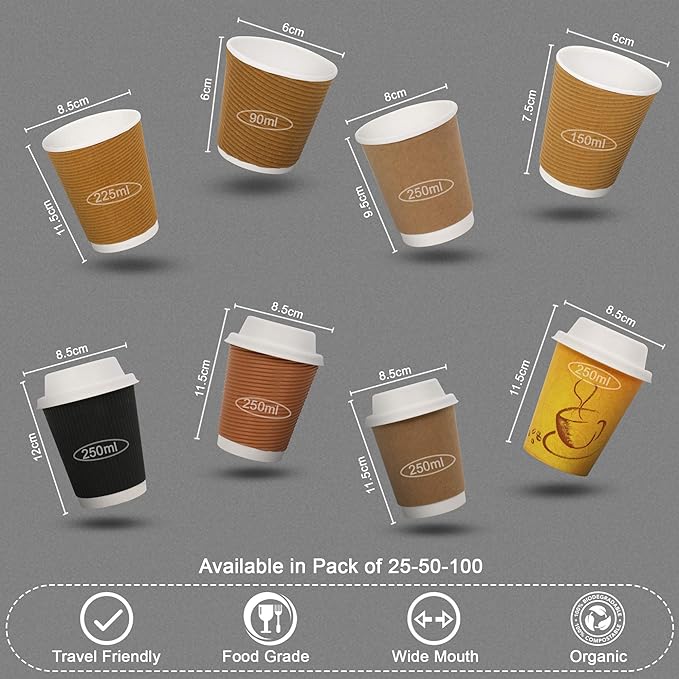 8.5cm
11.5cm
225ml
6cm
6cm
90ml
8cm
9.5cm
250ml
6cm
7.5cm
150ml
8.5cm
12cm
250ml
8.5cm
11.5cm
250ml
8.5cm
11.5cm
250ml
8.5cm
11.5cm
250ml
Available in Pack of 25-50-100
Travel Friendly
Food Grade
Wide Mouth
100% BIODEGRADABLE
100% COMPOSTABLE
Organic